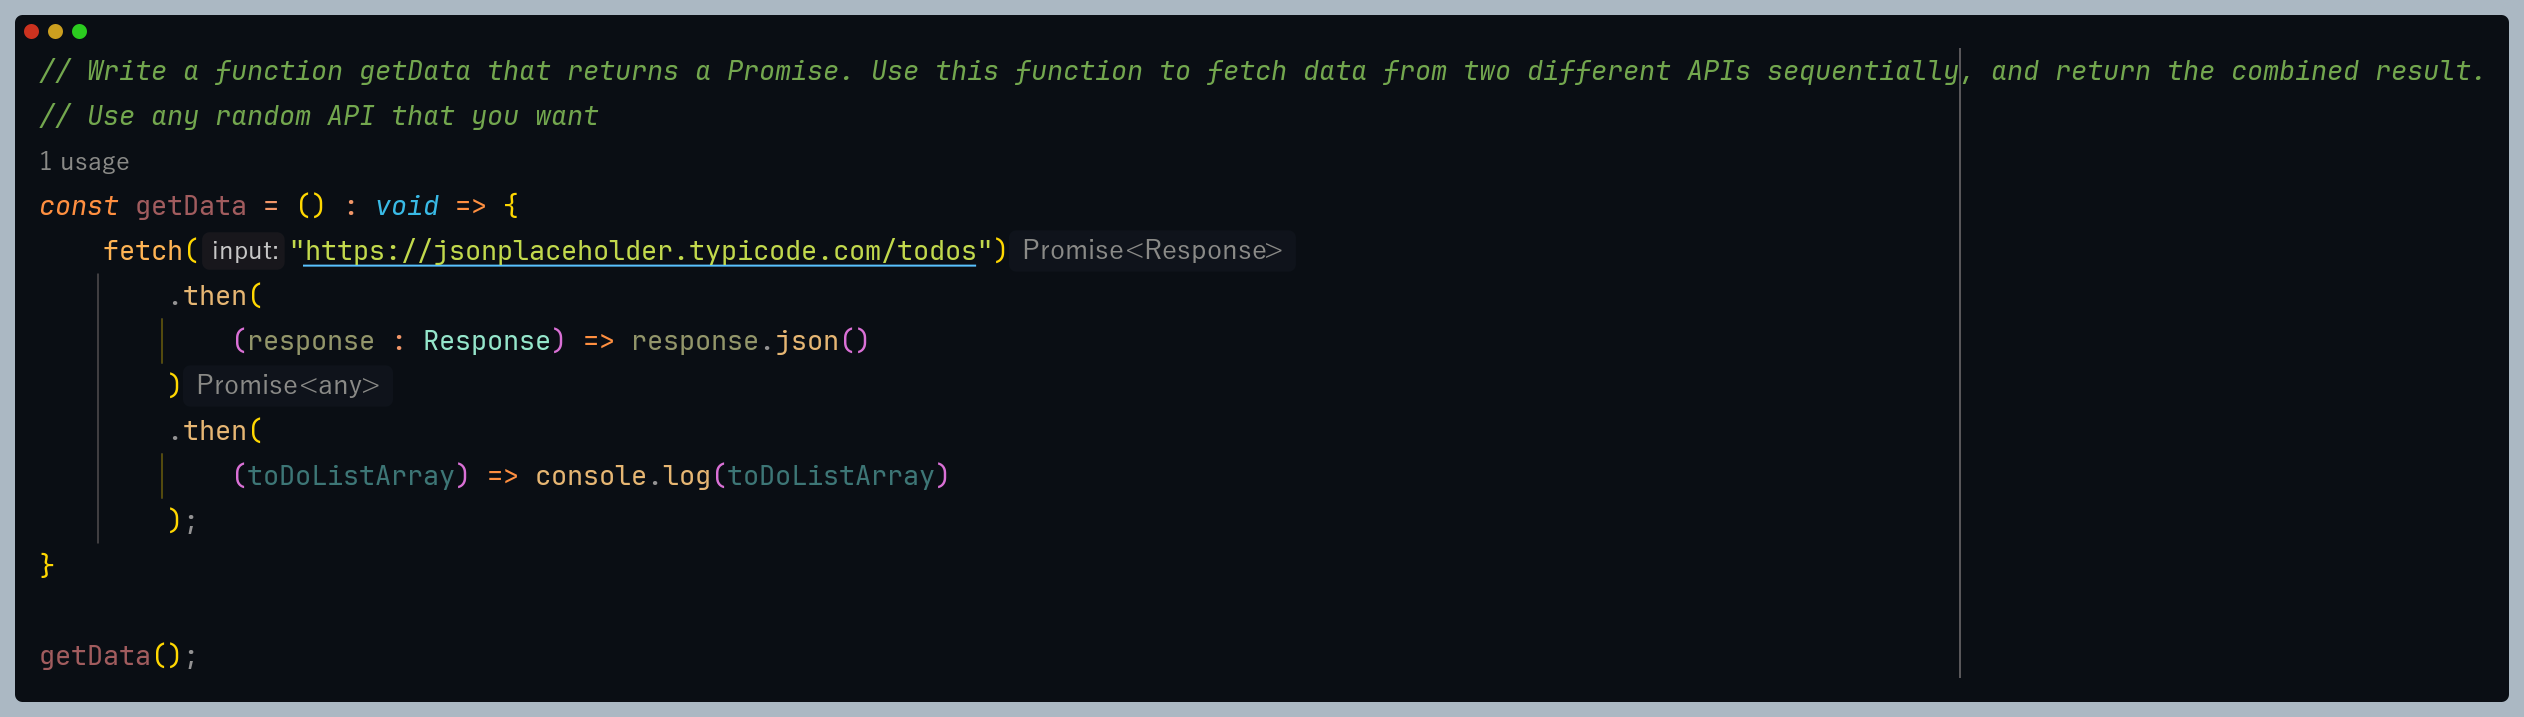 // Write a function getData that returns a Promise. Use this function to fetch data from two different APIs sequentially, and return the combined result.
// Use any random API that you want
1 usage
const getData = () : void => {
    fetch( input: "https://jsonplaceholder.typicode.com/todos") Promise<Response>
        .then(
            (response : Response) => response.json()
        ) Promise<any>
        .then(
            (toDoListArray) => console.log(toDoListArray)
        );
}
getData();